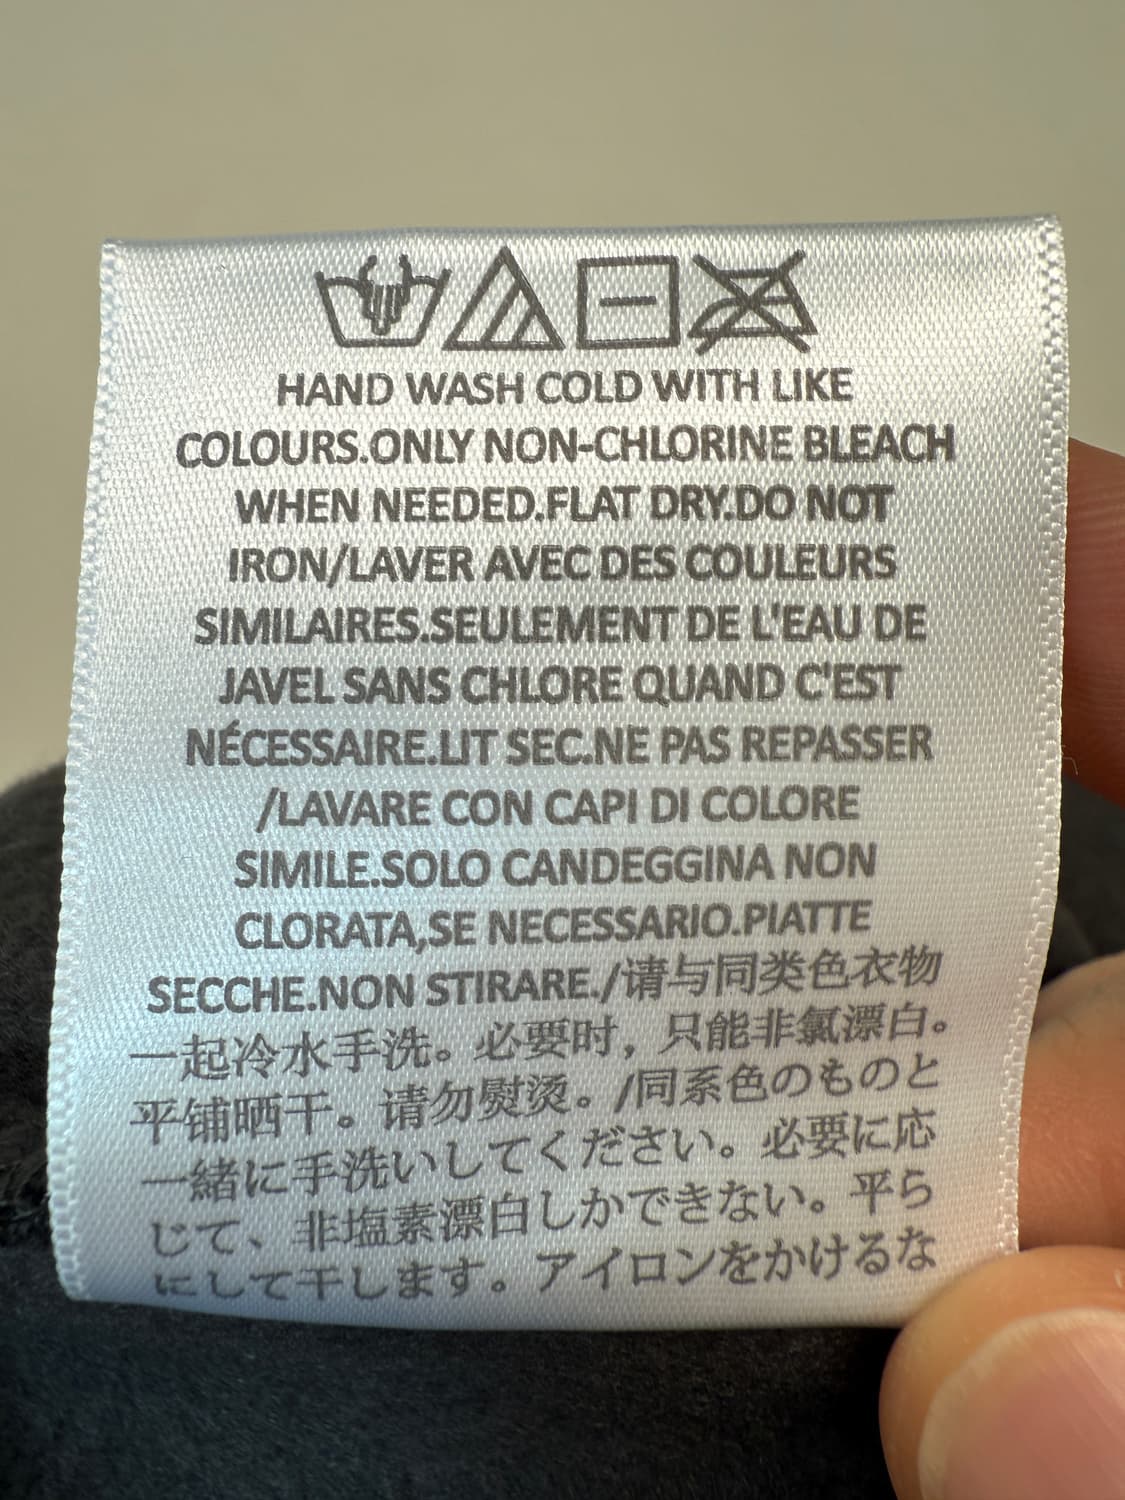 HAND WASH COLD WITH LIKE
COLOURS.ONLY NON-CHLORINE BLEACH
WHEN NEEDED.FLAT DRY.DO NOT
IRON/LAVER AVEC DES COULEURS
SIMILAIRES.SEULEMENT DE L'EAU DE
JAVEL SANS CHLORE QUAND C'EST
NÉCESSAIRE.LIT SEC.NE PAS REPASSER
/LAVARE CON CAPI DI COLORE
SIMILE.SOLO CANDEGGINA NON
CLORATA,SE NECESSARIO.PIATTE
SECCHE.NON STIRARE./请与同类色衣物
一起冷水手洗。必要时，只能非氯漂白。
平铺晒干。请勿熨烫。/同系色のものと
一緒に手洗いしてください。必要に応
じて、非塩素漂白しかできない。平ら
にして干します。アイロンをかけるな